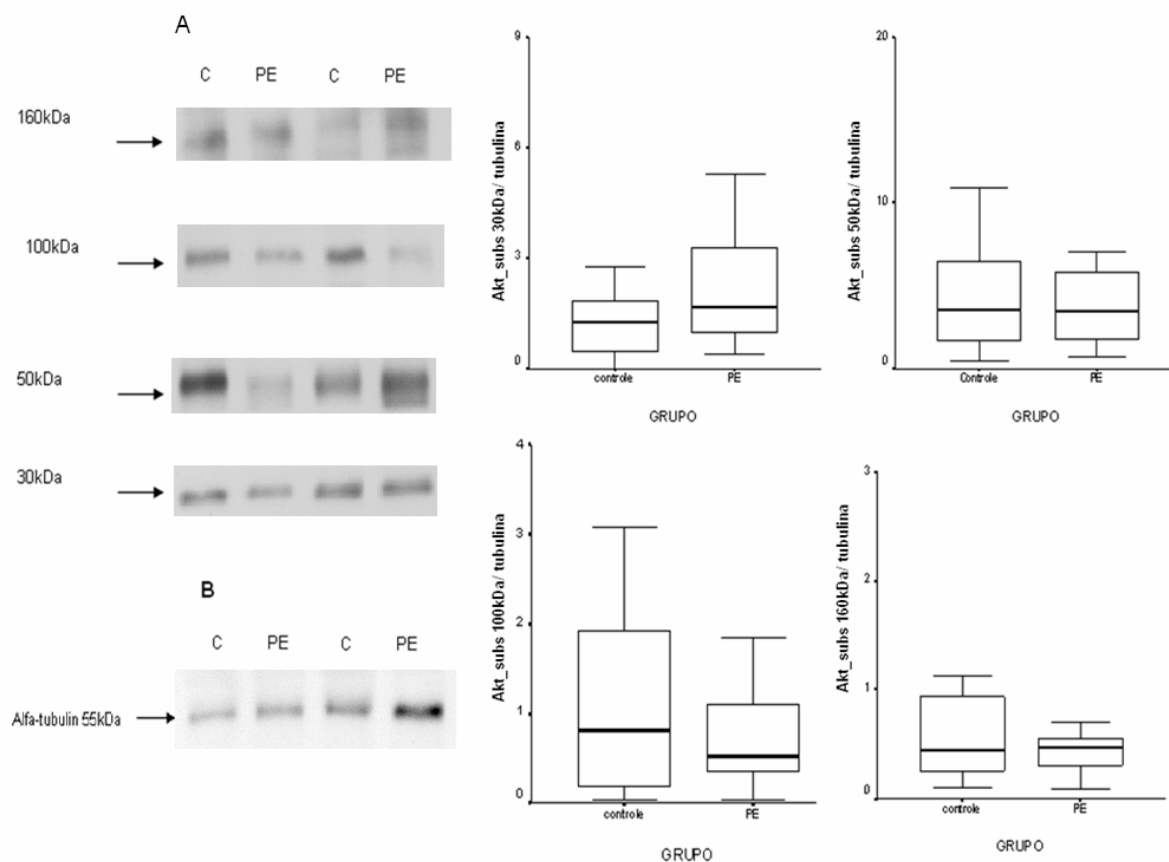 A
C PE C PE
160kDa
100kDa
50kDa
30kDa
B
C PE C PE
Alfa-tubulin 55kDa
9
6
3
0
Akt_subs 30kDa/ tubulina
controle PE
GRUPO
20
10
0
Akt_subs 50kDa/ tubulina
Controle PE
GRUPO
4
3
2
1
0
Akt_subs 100kDa/ tubulina
controle PE
GRUPO
3
2
1
0
Akt_subs 160kDa/ tubulina
controle PE
GRUPO